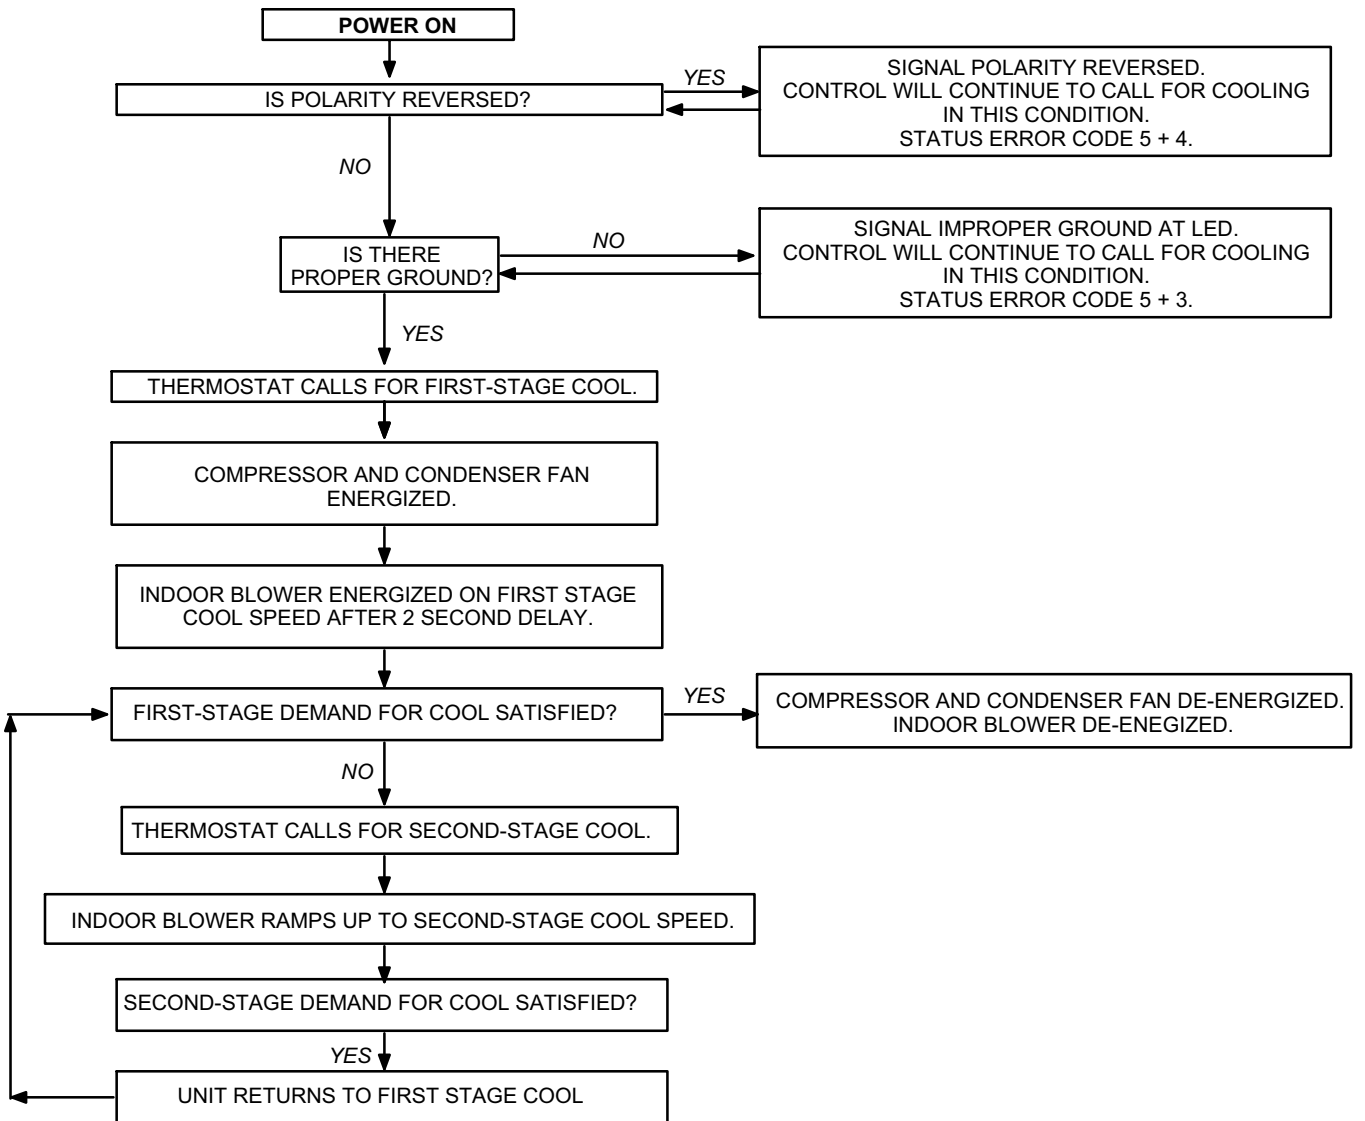 POWER ON
IS POLARITY REVERSED?
YES
SIGNAL POLARITY REVERSED.
CONTROL WILL CONTINUE TO CALL FOR COOLING
IN THIS CONDITION.
STATUS ERROR CODE 5 + 4.
NO
IS THERE
PROPER GROUND?
NO
SIGNAL IMPROPER GROUND AT LED.
CONTROL WILL CONTINUE TO CALL FOR COOLING
IN THIS CONDITION.
STATUS ERROR CODE 5 + 3.
YES
THERMOSTAT CALLS FOR FIRST-STAGE COOL.
COMPRESSOR AND CONDENSER FAN
ENERGIZED.
INDOOR BLOWER ENERGIZED ON FIRST STAGE
COOL SPEED AFTER 2 SECOND DELAY.
FIRST-STAGE DEMAND FOR COOL SATISFIED?
YES
COMPRESSOR AND CONDENSER FAN DE-ENERGIZED.
INDOOR BLOWER DE-ENEGIZED.
NO
THERMOSTAT CALLS FOR SECOND-STAGE COOL.
INDOOR BLOWER RAMPS UP TO SECOND-STAGE COOL SPEED.
SECOND-STAGE DEMAND FOR COOL SATISFIED?
YES
UNIT RETURNS TO FIRST STAGE COOL